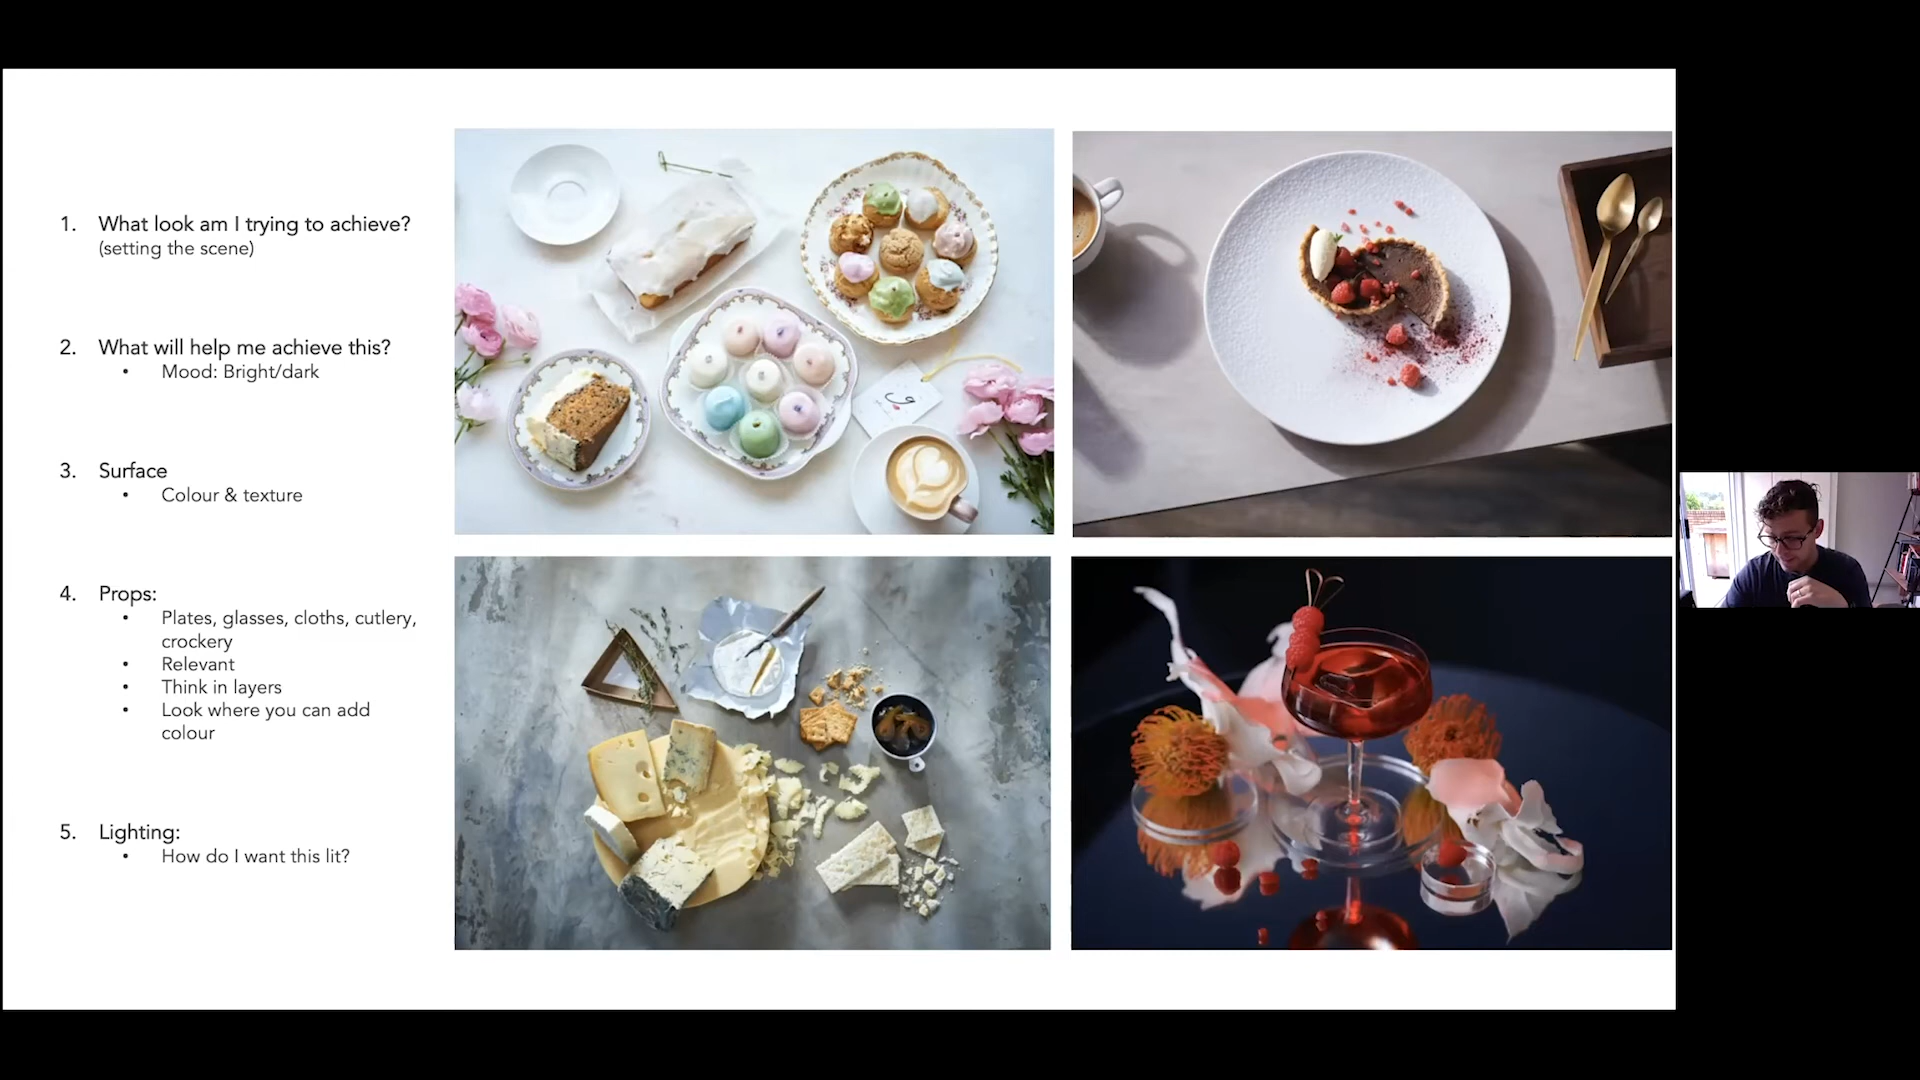 1. What look am I trying to achieve?
(setting the scene)
2. What will help me achieve this?
• Mood: Bright/dark
3. Surface
• Colour & texture
4. Props:
• Plates, glasses, cloths, cutlery,
crockery
• Relevant
• Think in layers
• Look where you can add
colour
5. Lighting:
• How do I want this lit?